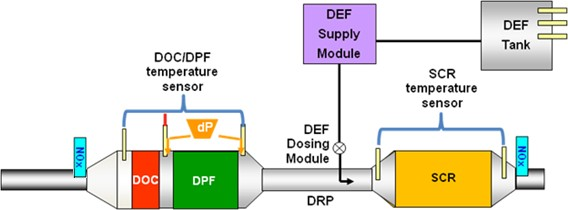 DEF
Supply
Module
DEF
Tank
DOC/DPF
temperature
sensor
SCR
temperature
sensor
dP
DEF
Dosing
Module
NOx
NOx
DOC
DPF
DRP
SCR